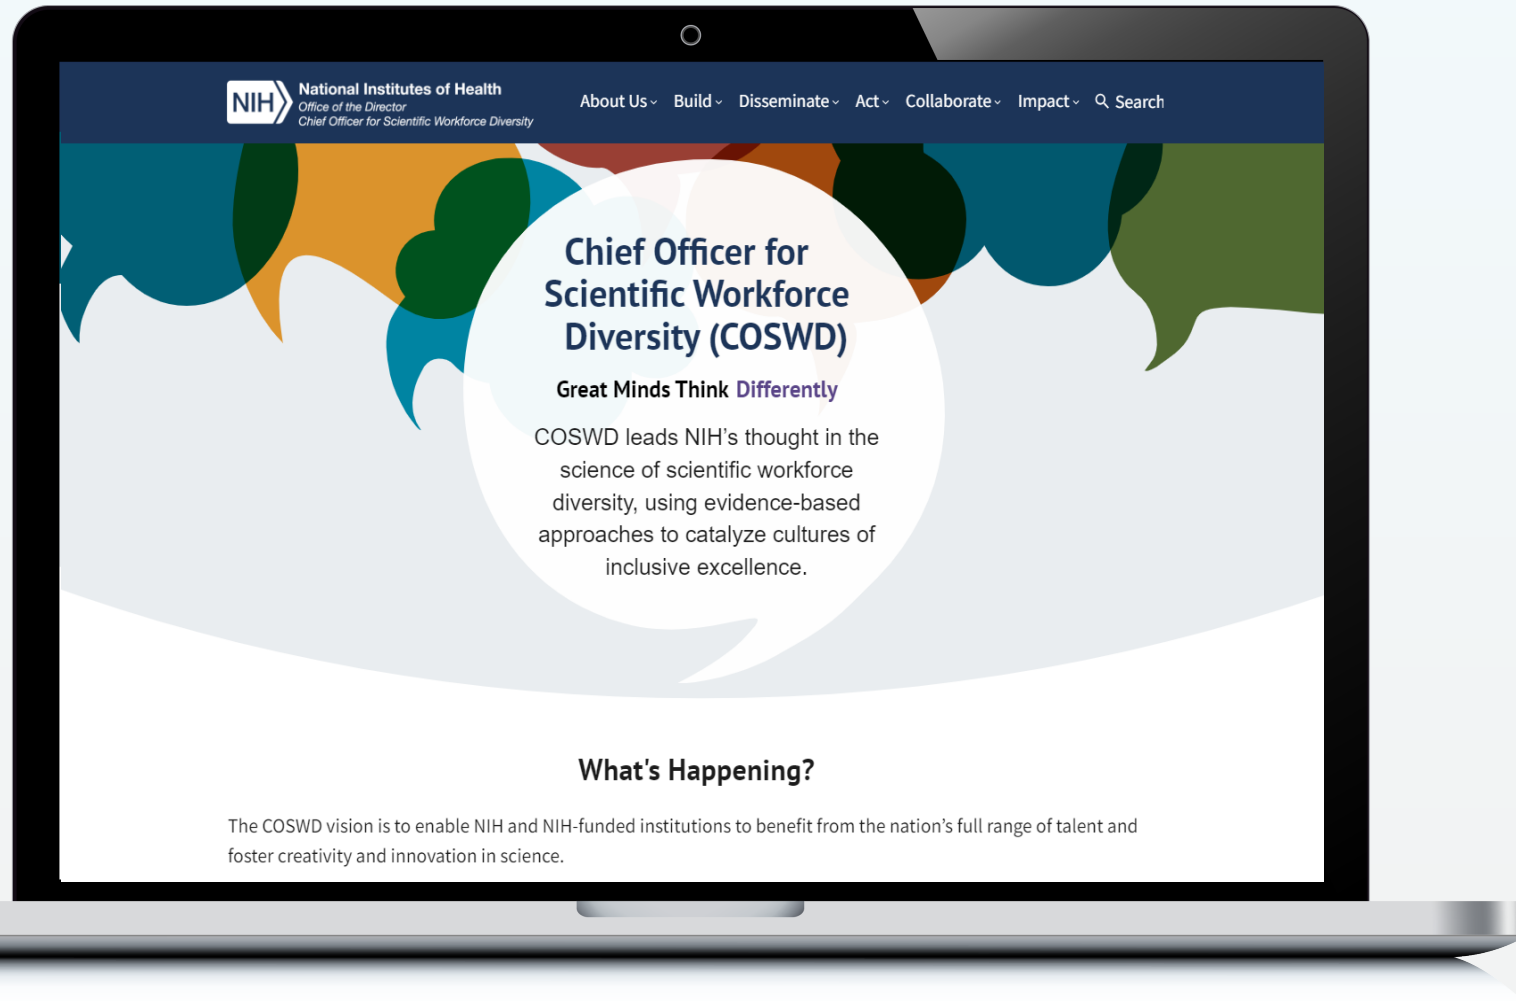 NIH
National Institutes of Health
Office of the Director
Chief Officer for Scientific Workforce Diversity
About Us Build Disseminate Act Collaborate Impact Search
Chief Officer for
Scientific Workforce
Diversity (COSWD)
Great Minds Think Differently
COSWD leads NIH’s thought in the
science of scientific workforce
diversity, using evidence-based
approaches to catalyze cultures of
inclusive excellence.
What's Happening?
The COSWD vision is to enable NIH and NIH-funded institutions to benefit from the nation’s full range of talent and
foster creativity and innovation in science.